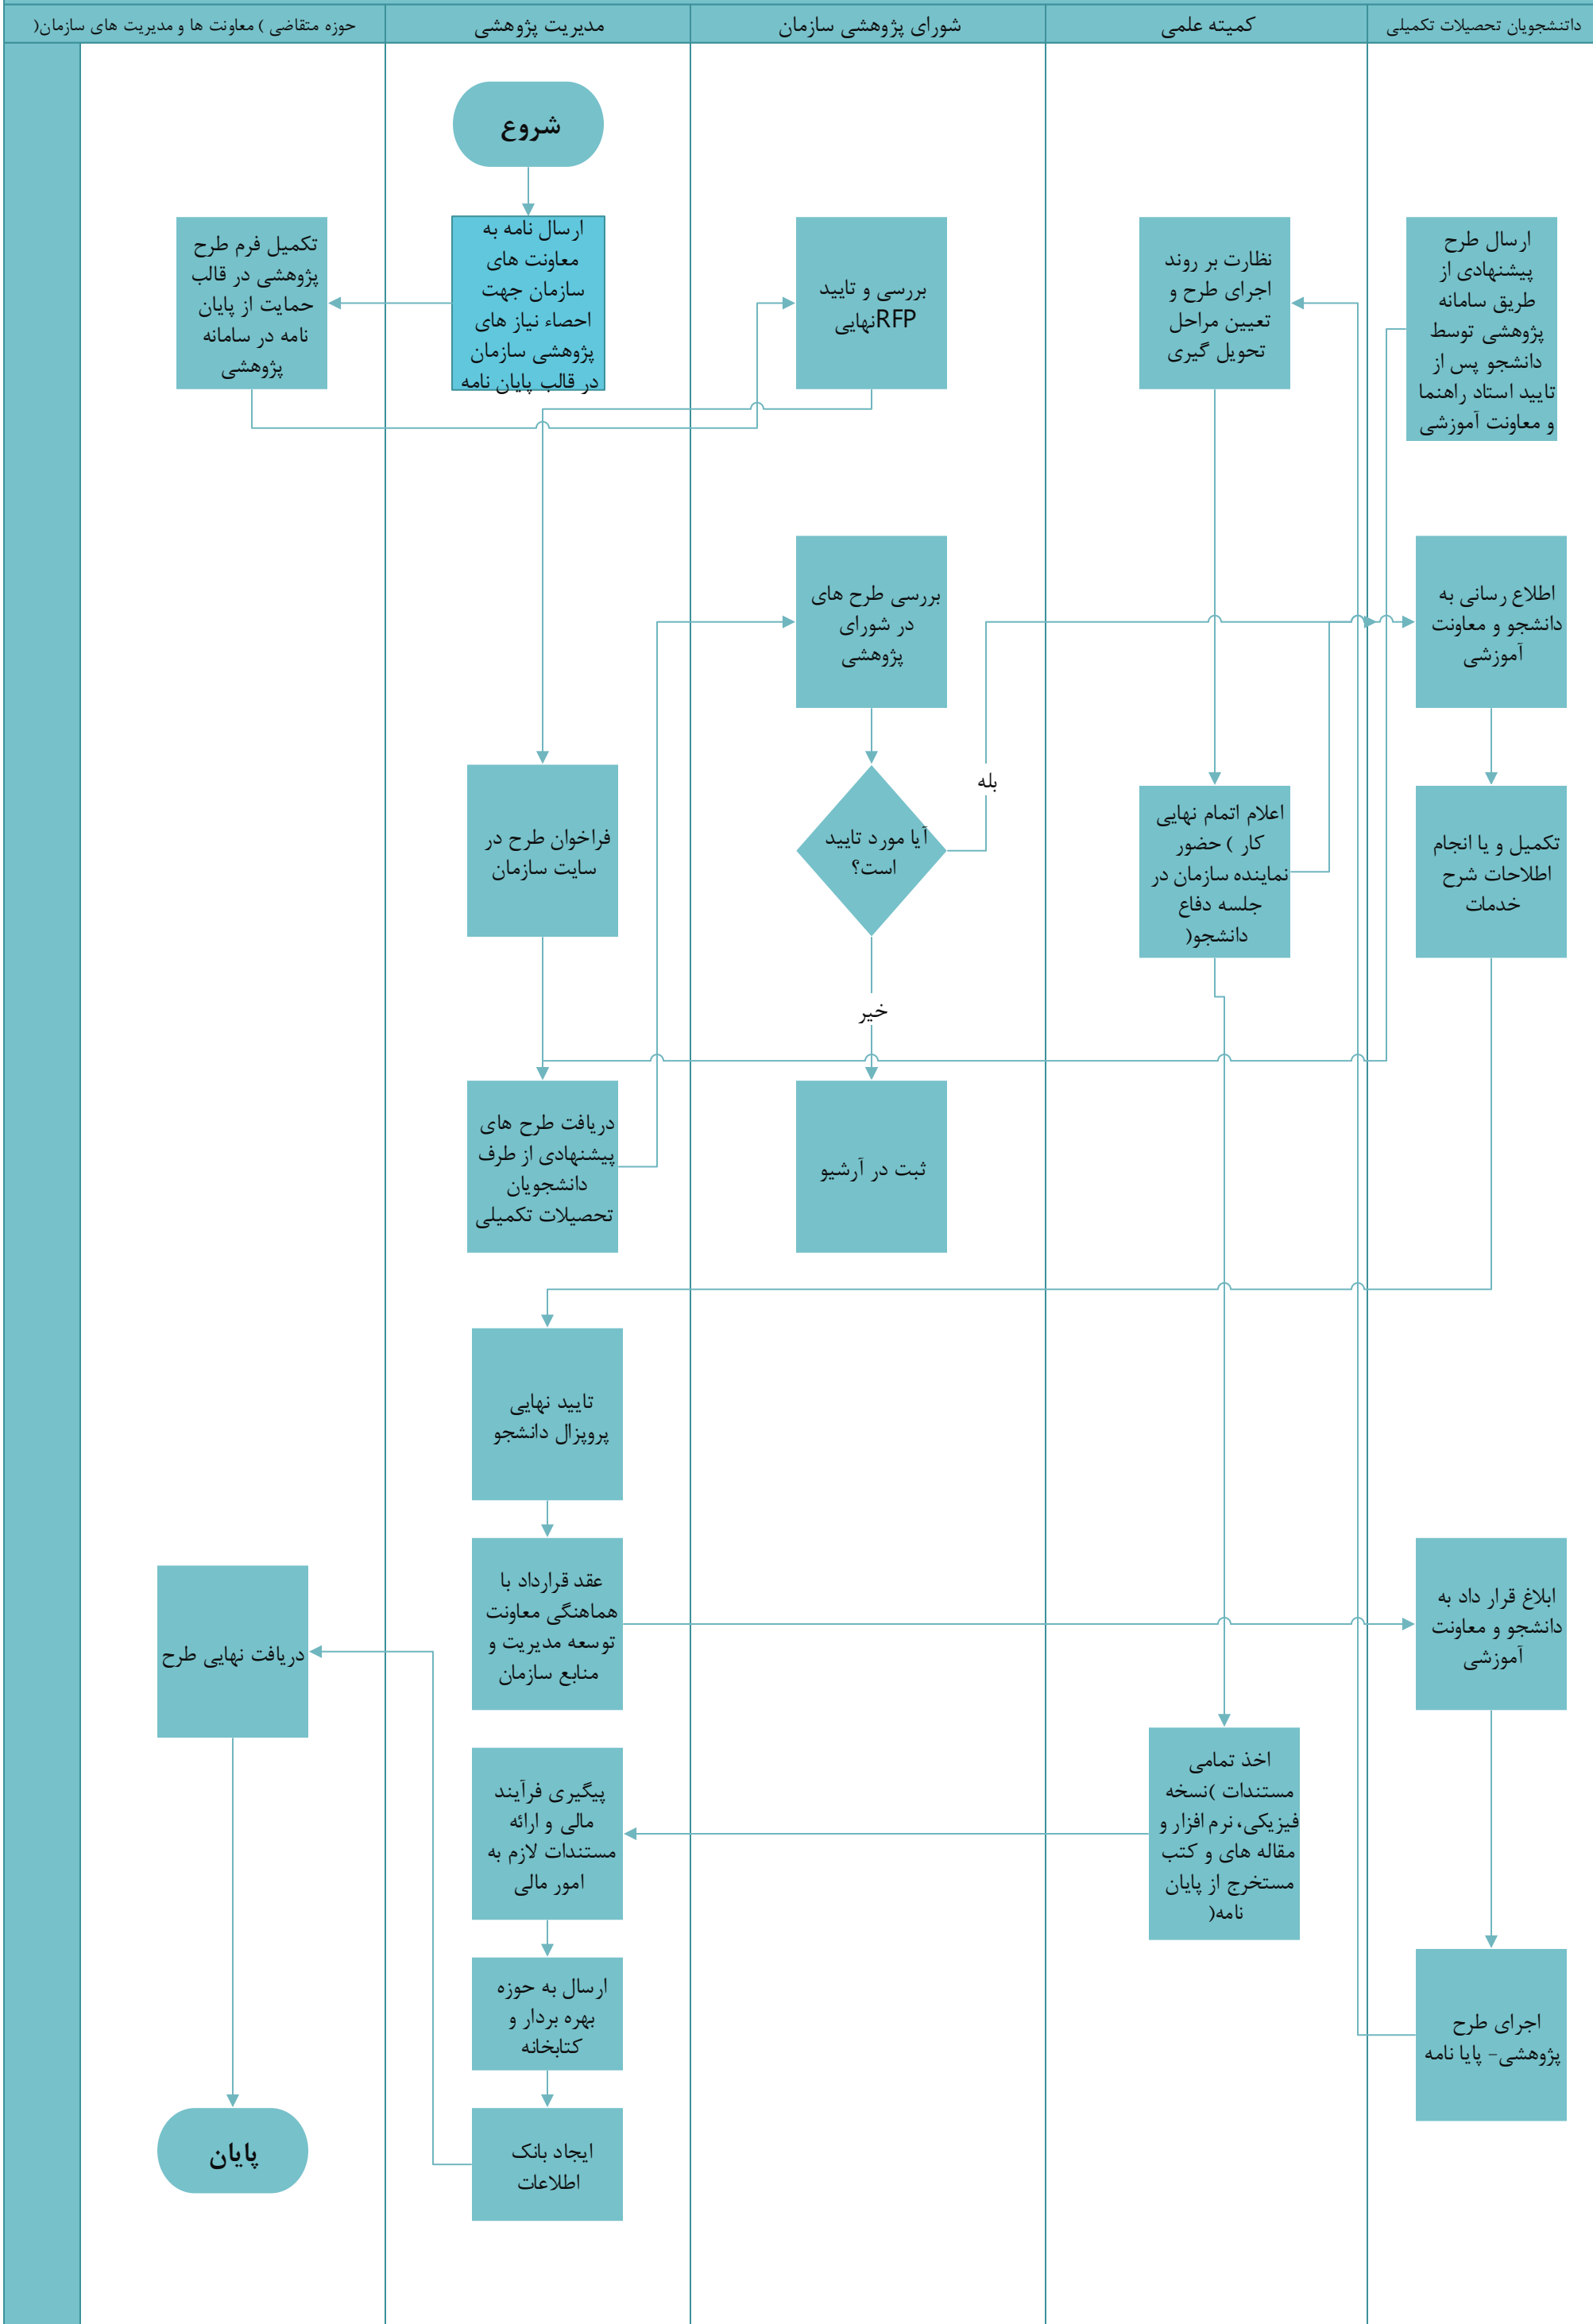 داتنشجویان تحصیلات تکمیلی
کمیته علمی
شورای پژوهشی سازمان
مدیریت پژوهشی
حوزه متقاضی ) معاونت ها و مدیریت های سازمان(
شروع
ارسال طرح
پیشنهادی از
طریق سامانه
پژوهشی توسط
دانشجو پس از
تایید استاد راهنما
و معاونت آموزشی
نظارت بر روند
اجرای طرح و
تعیین مراحل
تحویل گیری
بررسی و تایید
RFPنهایی
ارسال نامه به
معاونت های
سازمان جهت
احصاء نیاز های
پژوهشی سازمان
در قالب پایان نامه
تکمیل فرم طرح
پژوهشی در قالب
حمایت از پایان
نامه در سامانه
پژوهشی
اطلاع رسانی به
دانشجو و معاونت
آموزشی
بررسی طرح های
در شورای
پژوهشی
بله
تکمیل و یا انجام
اطلاحات شرح
خدمات
اعلام اتمام نهایی
کار ) حضور
نماینده سازمان در
جلسه دفاع
دانشجو(
آیا مورد تایید
است؟
فراخوان طرح در
سایت سازمان
خیر
ثبت در آرشیو
دریافت طرح های
پیشنهادی از طرف
دانشجویان
تحصیلات تکمیلی
تایید نهایی
پروپزال دانشجو
ابلاغ قرار داد به
دانشجو و معاونت
آموزشی
عقد قرارداد با
هماهنگی معاونت
توسعه مدیریت و
منابع سازمان
دریافت نهایی طرح
اخذ تمامی
مستندات )نسخه
فیزیکی، نرم افزار و
مقاله های و کتب
مستخرج از پایان
نامه(
پیگیری فرآیند
مالی و ارائه
مستندات لازم به
امور مالی
اجرای طرح
پژوهشی- پایا نامه
ارسال به حوزه
بهره بردار و
کتابخانه
ایجاد بانک
اطلاعات
پایان